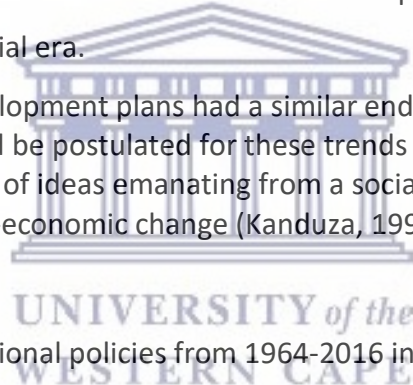 ial era.
lopment plans had a similar end
l be postulated for these trends
of ideas emanating from a social
economic change (Kanduza, 199
UNIVERSITY of the
ional policies from 1964-2016 in
WESTERN CAPE